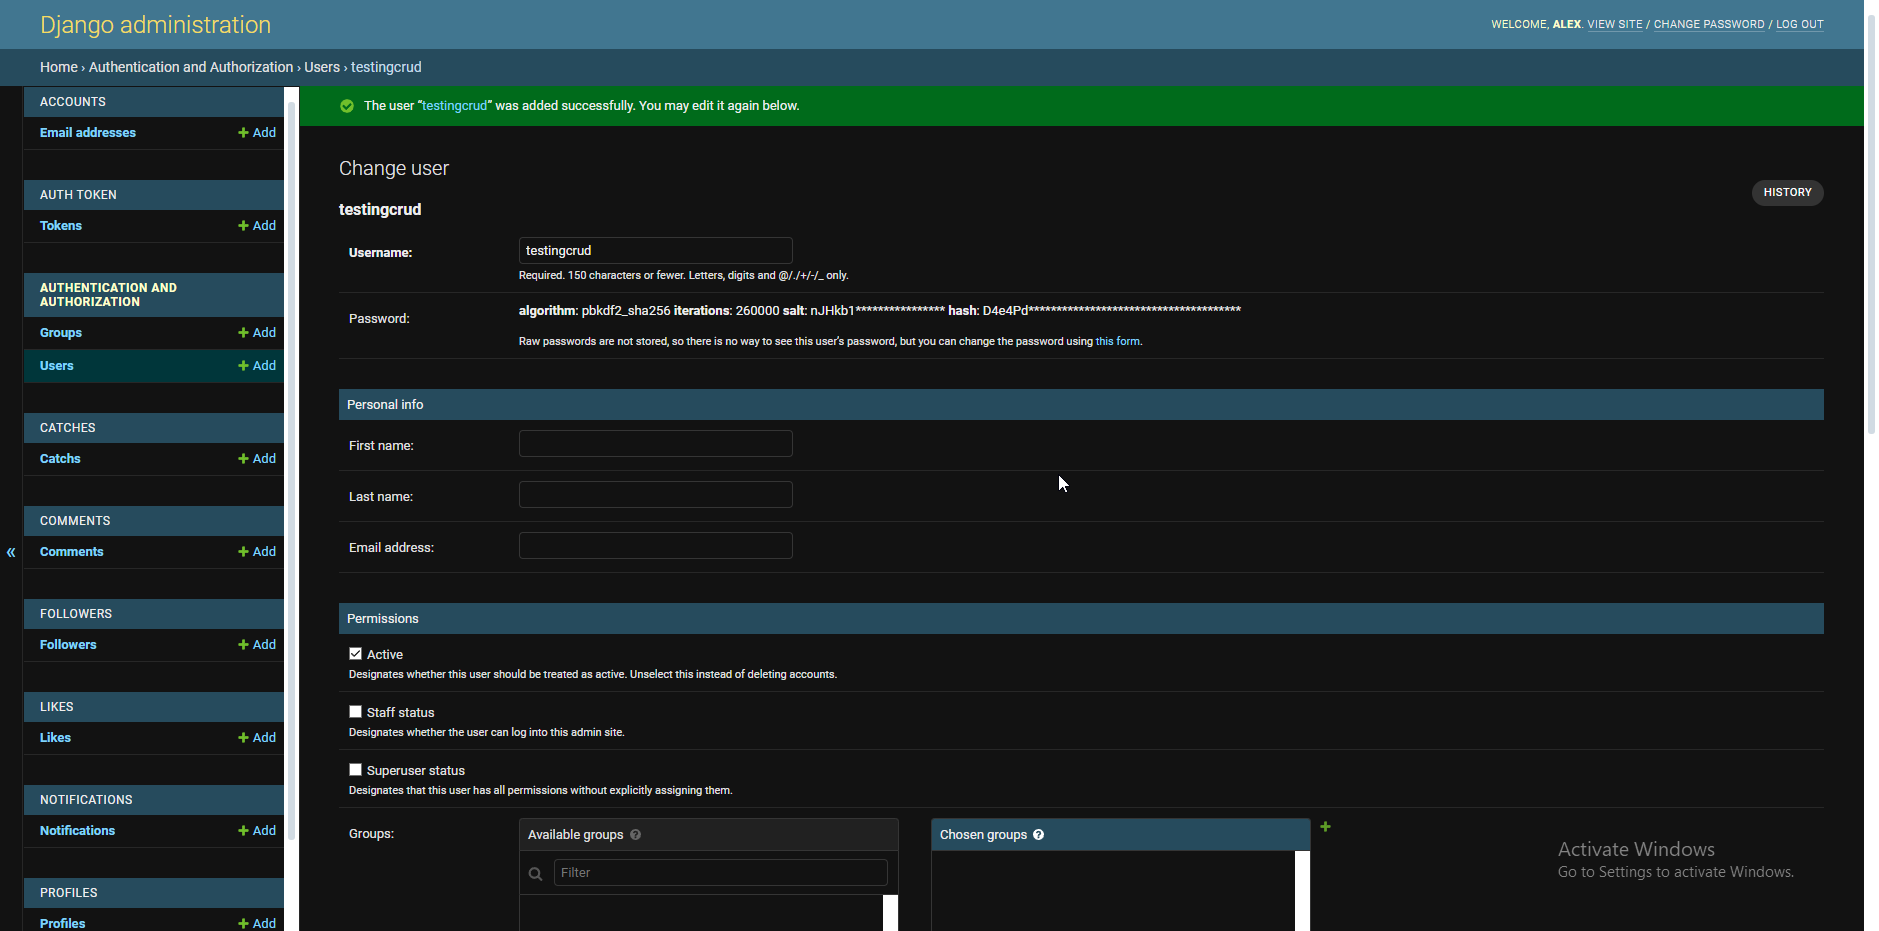 Django administration
WELCOME, ALEX. VIEW SITE / CHANGE PASSWORD / LOG OUT
Home › Authentication and Authorization › Users › testingcrud
ACCOUNTS
Email addresses + Add
AUTH TOKEN
Tokens + Add
AUTHENTICATION AND
AUTHORIZATION
Groups + Add
Users + Add
CATCHES
Catchs + Add
COMMENTS
«
Comments + Add
FOLLOWERS
Followers + Add
LIKES
Likes + Add
NOTIFICATIONS
Notifications + Add
PROFILES
Profiles + Add
The user “testingcrud” was added successfully. You may edit it again below.
Change user
HISTORY
testingcrud
Username: testingcrud
Required. 150 characters or fewer. Letters, digits and @/./+/-/_ only.
Password: algorithm: pbkdf2_sha256 iterations: 260000 salt: nJHkb1**************** hash: D4e4Pd**************************************
Raw passwords are not stored, so there is no way to see this user’s password, but you can change the password using this form.
Personal info
First name:
Last name:
Email address:
Permissions
Active
Designates whether this user should be treated as active. Unselect this instead of deleting accounts.
Staff status
Designates whether the user can log into this admin site.
Superuser status
Designates that this user has all permissions without explicitly assigning them.
Groups: Available groups ? Chosen groups ? +
Filter
Activate Windows
Go to Settings to activate Windows.